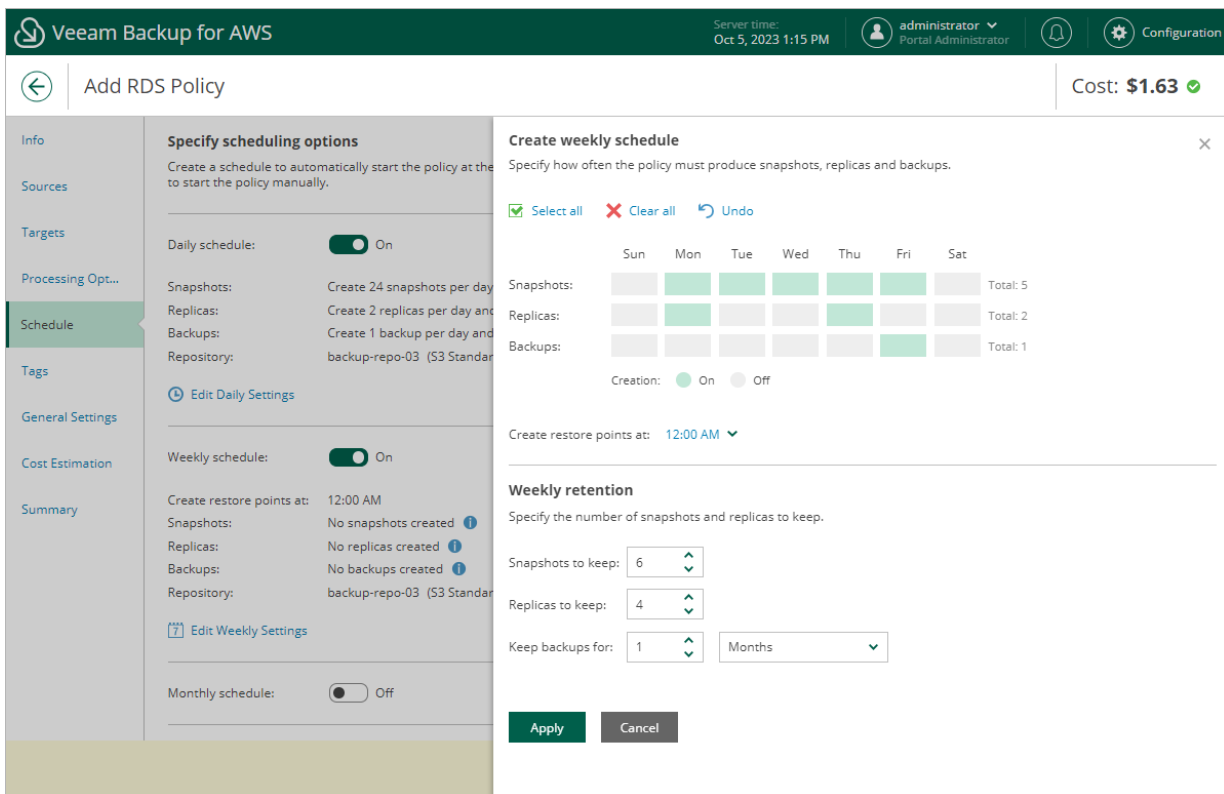 Veeam Backup for AWS
Server time:
Oct 5, 2023 1:15 PM
administrator
Portal Administrator
Configuration
Add RDS Policy
Cost: $1.63
Info
Sources
Targets
Processing Opt...
Schedule
Tags
General Settings
Cost Estimation
Summary
Specify scheduling options
Create a schedule to automatically start the policy at the
to start the policy manually.
Daily schedule: On
Snapshots: Create 24 snapshots per day
Replicas: Create 2 replicas per day and
Backups: Create 1 backup per day and
Repository: backup-repo-03 (S3 Standar
Edit Daily Settings
Weekly schedule: On
Create restore points at: 12:00 AM
Snapshots: No snapshots created
Replicas: No replicas created
Backups: No backups created
Repository: backup-repo-03 (S3 Standar
7 Edit Weekly Settings
Monthly schedule: Off
Create weekly schedule
Specify how often the policy must produce snapshots, replicas and backups.
Select all Clear all Undo
Sun Mon Tue Wed Thu Fri Sat
Snapshots: Total: 5
Replicas: Total: 2
Backups: Total: 1
Creation: On Off
Create restore points at: 12:00 AM
Weekly retention
Specify the number of snapshots and replicas to keep.
Snapshots to keep: 6
Replicas to keep: 4
Keep backups for: 1 Months
Apply Cancel